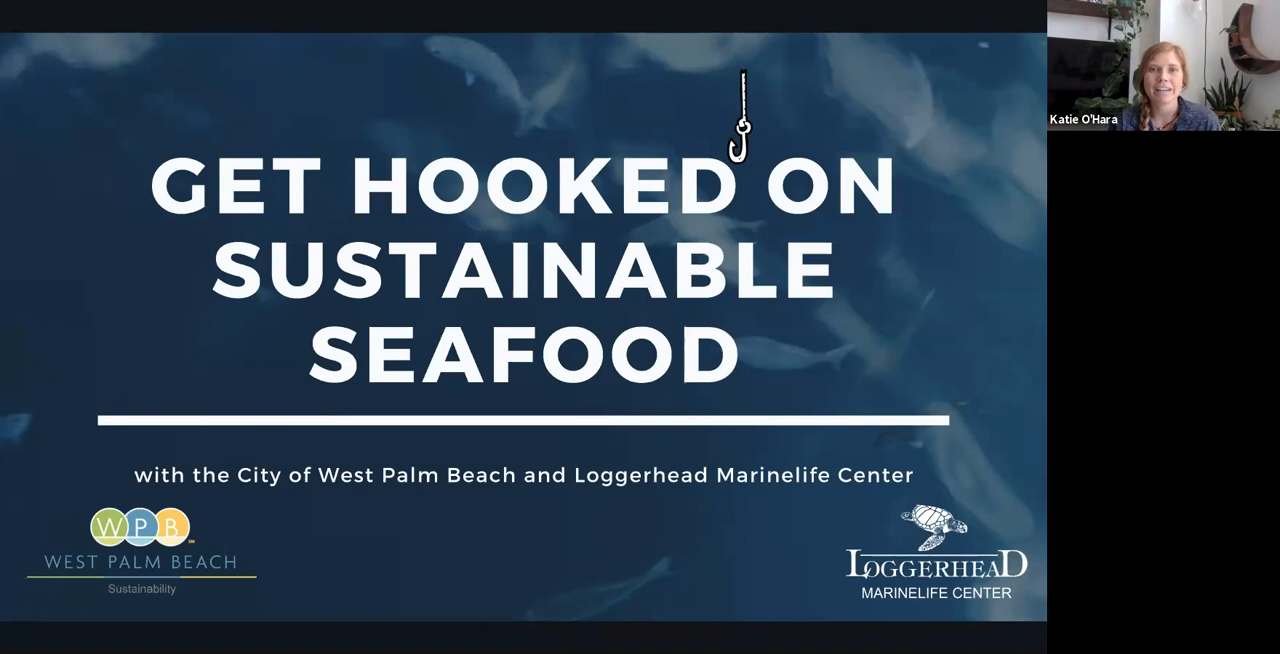 GET HOOKED ON
SUSTAINABLE
SEAFOOD
with the City of West Palm Beach and Loggerhead Marinelife Center
WPB
WEST PALM BEACH
Sustainability
LOGGERHEAD
MARINELIFE CENTER
Katie O'Hara